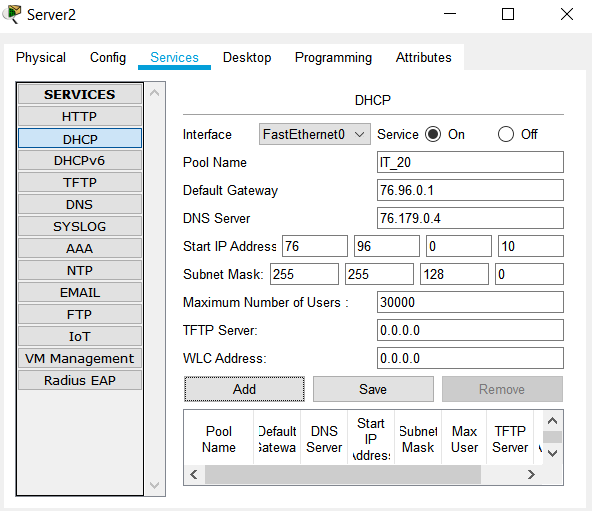 Server2
Physical Config Services Desktop Programming Attributes
SERVICES
HTTP
DHCP
DHCPv6
TFTP
DNS
SYSLOG
AAA
NTP
EMAIL
FTP
IoT
VM Management
Radius EAP
DHCP
Interface FastEthernet0 Service On Off
Pool Name IT_20
Default Gateway 76.96.0.1
DNS Server 76.179.0.4
Start IP Address 76 96 0 10
Subnet Mask: 255 255 128 0
Maximum Number of Users : 30000
TFTP Server: 0.0.0.0
WLC Address: 0.0.0.0
Add Save Remove
Pool Name
Default
DNS Server
Start IP
Subnet Mask
Max User
TFTP Server